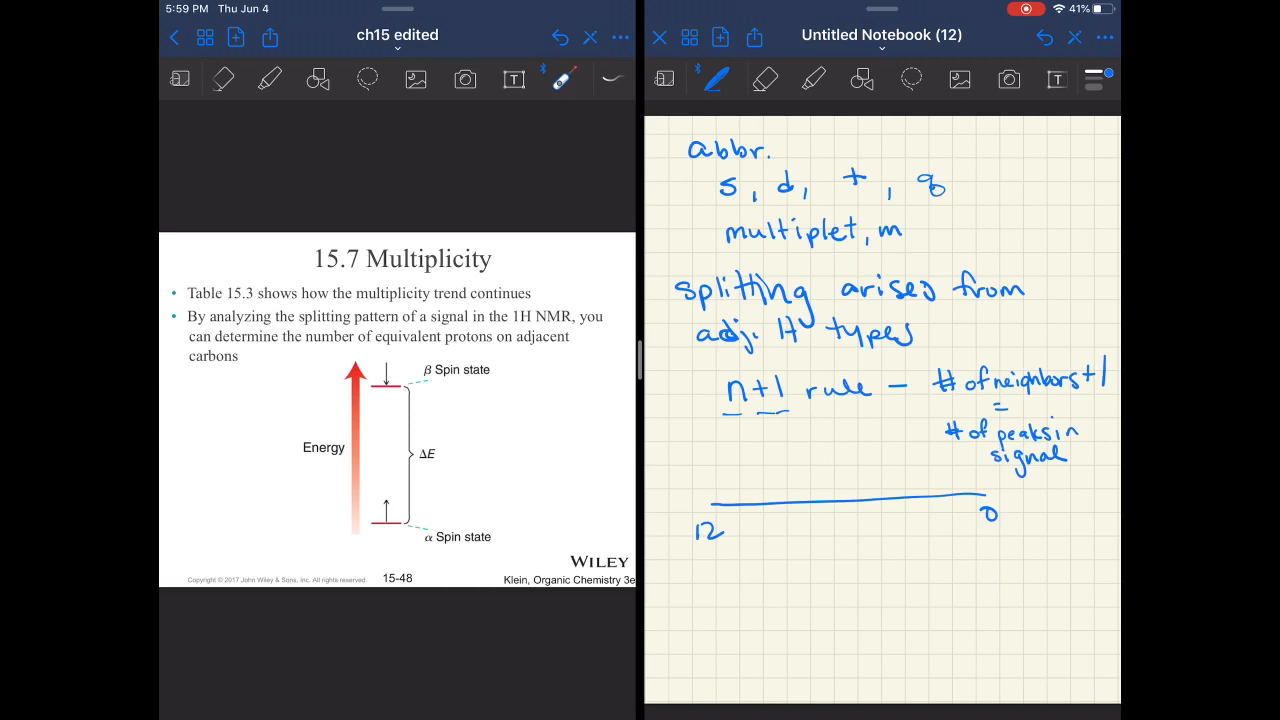 5:59 PM Thu Jun 4
41%
ch15 edited
Untitled Notebook (12)
T
T
15.7 Multiplicity
• Table 15.3 shows how the multiplicity trend continues
• By analyzing the splitting pattern of a signal in the 1H NMR, you
can determine the number of equivalent protons on adjacent
carbons
β Spin state
Energy
ΔE
α Spin state
WILEY
Copyright © 2017 John Wiley & Sons, Inc. All rights reserved.
15-48
Klein, Organic Chemistry 3e
abbr.
s, d, t, q
multiplet, m
splitting arises from
adj. H types
n+1 rule – # of neighbors +1
=
# of peaks in
signal
12
0